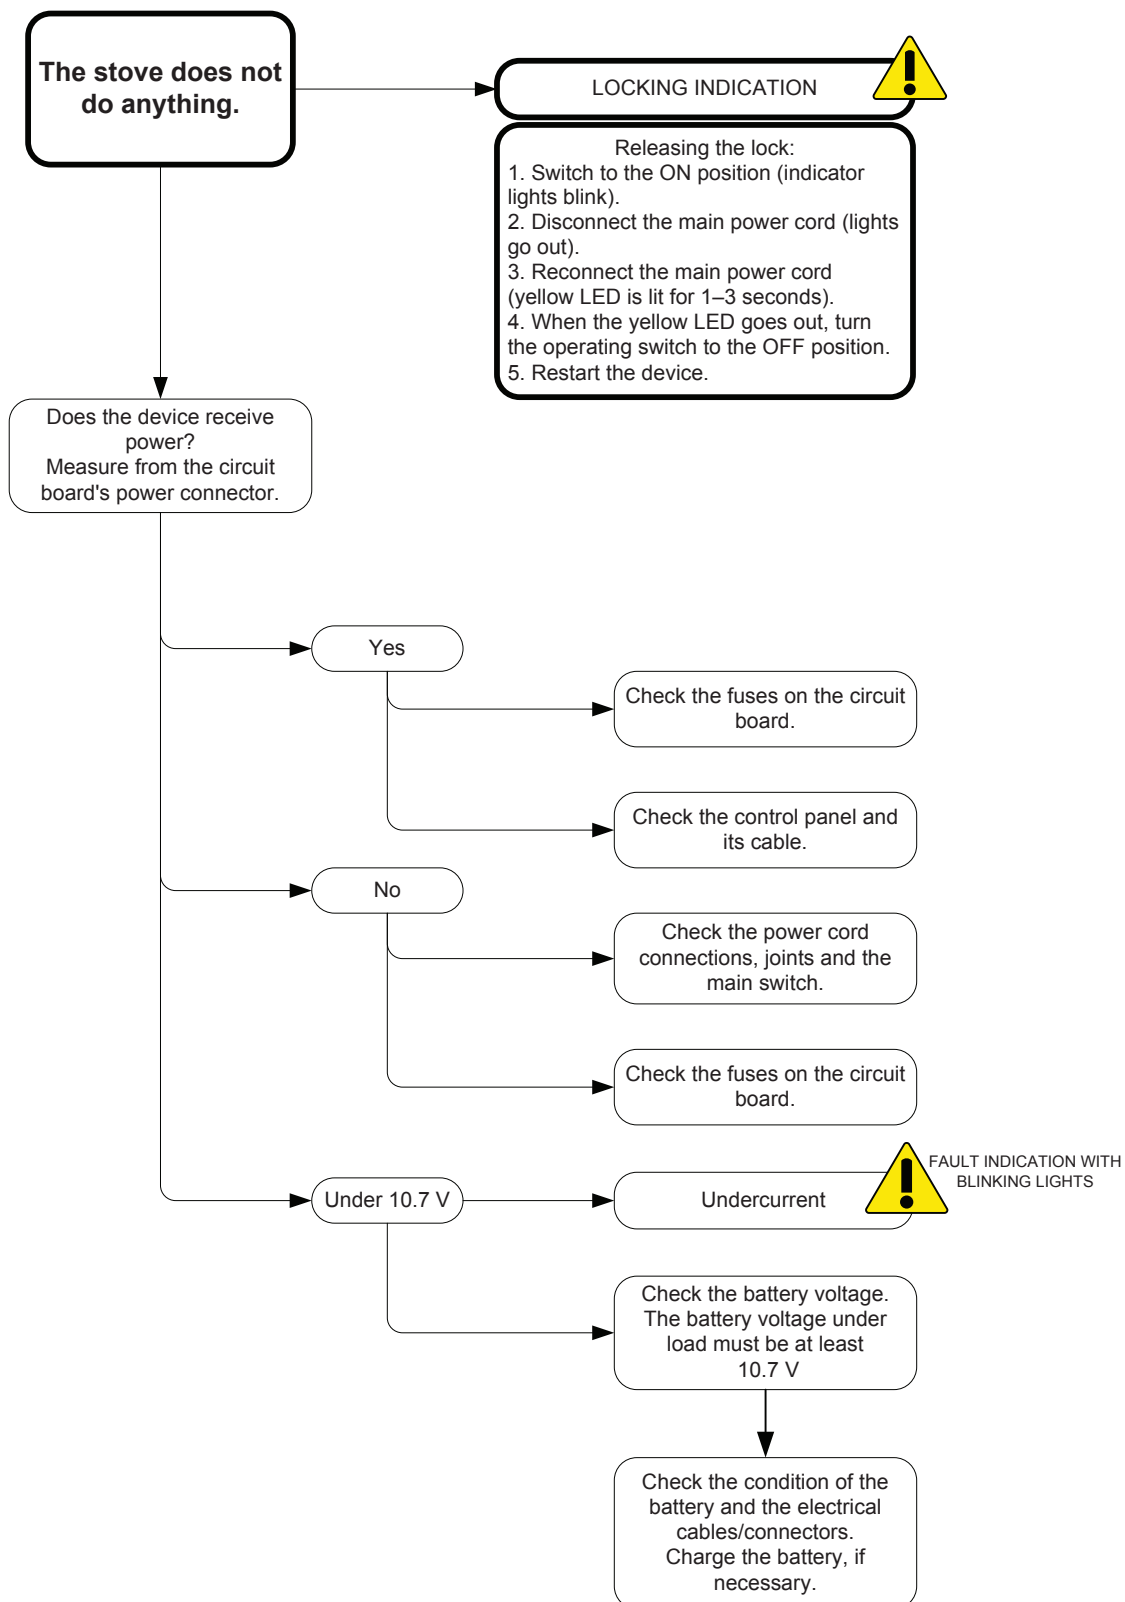 The stove does not
do anything.
LOCKING INDICATION
Releasing the lock:
1. Switch to the ON position (indicator
lights blink).
2. Disconnect the main power cord (lights
go out).
3. Reconnect the main power cord
(yellow LED is lit for 1–3 seconds).
4. When the yellow LED goes out, turn
the operating switch to the OFF position.
5. Restart the device.
Does the device receive
power?
Measure from the circuit
board's power connector.
Yes
Check the fuses on the circuit
board.
Check the control panel and
its cable.
No
Check the power cord
connections, joints and the
main switch.
Check the fuses on the circuit
board.
Under 10.7 V
Undercurrent
FAULT INDICATION WITH
BLINKING LIGHTS
Check the battery voltage.
The battery voltage under
load must be at least
10.7 V
Check the condition of the
battery and the electrical
cables/connectors.
Charge the battery, if
necessary.